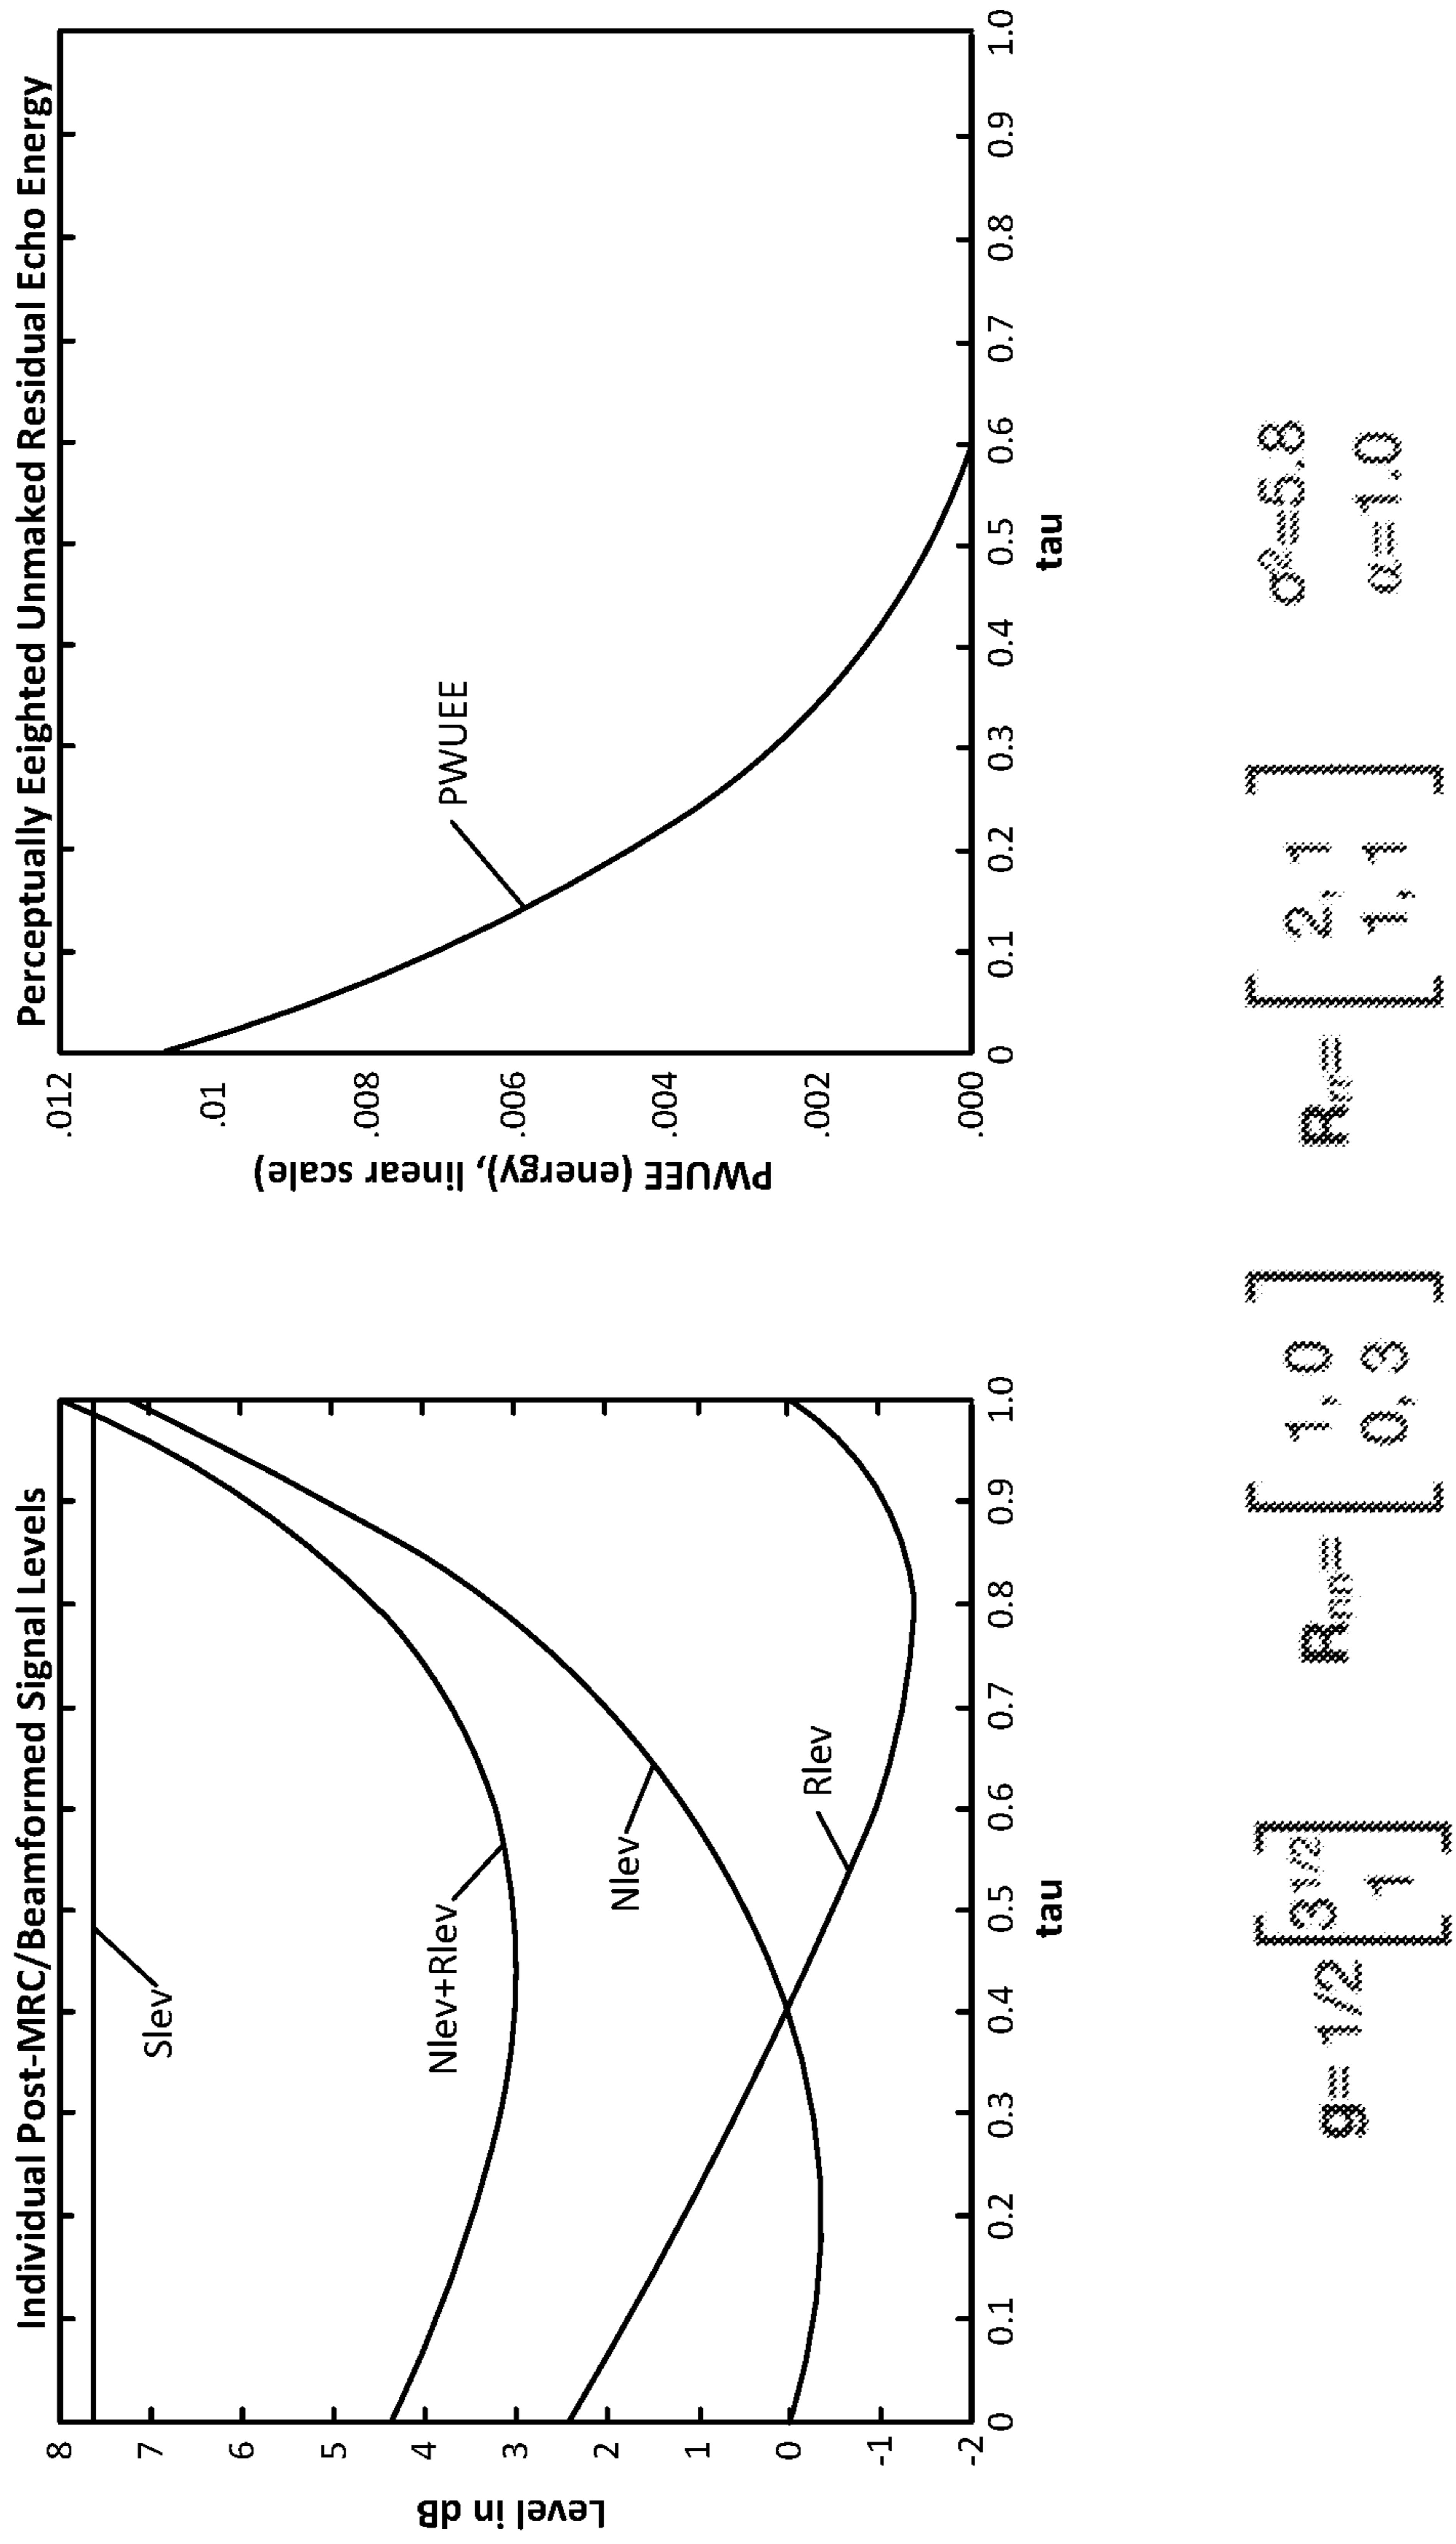 Individual Post-MRC/Beamformed Signal Levels
Level in dB
8
7
6
5
4
3
2
1
0
-1
-2
Slev
Nlev+Rlev
Nlev
Rlev
0
0.1
0.2
0.3
0.4
0.5
0.6
0.7
0.8
0.9
1.0
tau
Perceptually Eeighted Unmaked Residual Echo Energy
PWUEE (energy), linear scale)
.012
.01
.008
.006
.004
.002
.000
PWUEE
0
0.1
0.2
0.3
0.4
0.5
0.6
0.7
0.8
0.9
1.0
tau
g= 1/2 [ 3^1/2
1 ]
Rnn= [ 1, 0
0, 3 ]
Rrr= [ 2, 1
1, 1 ]
σ²=5.8
α=1.0